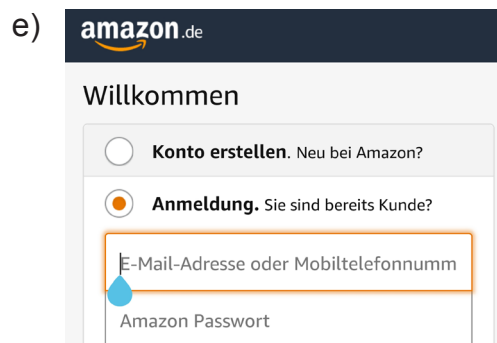 e)
amazon.de
Willkommen
Konto erstellen. Neu bei Amazon?
Anmeldung. Sie sind bereits Kunde?
E-Mail-Adresse oder Mobiltelefonnumm
Amazon Passwort